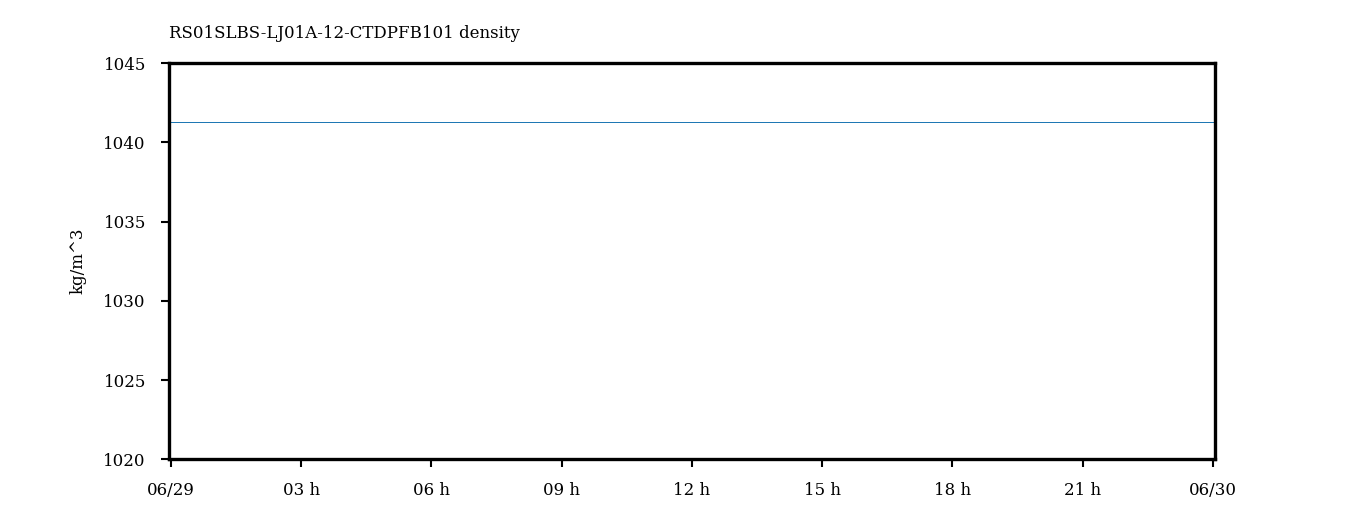 RS01SLBS-LJ01A-12-CTDPFB101 density
1045
1040
1035
1030
1025
1020
kg/m^3
06/29
03 h
06 h
09 h
12 h
15 h
18 h
21 h
06/30